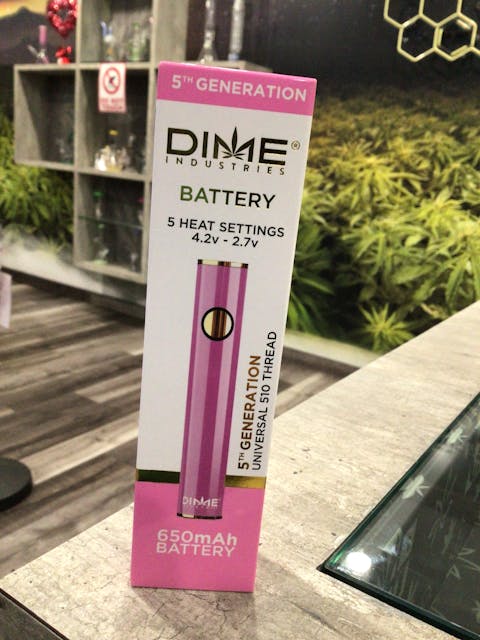 5TH GENERATION
DIME®
INDUSTRIES
BATTERY
5 HEAT SETTINGS
4.2v - 2.7v
5TH GENERATION
UNIVERSAL 510 THREAD
DIME
650mAh
BATTERY